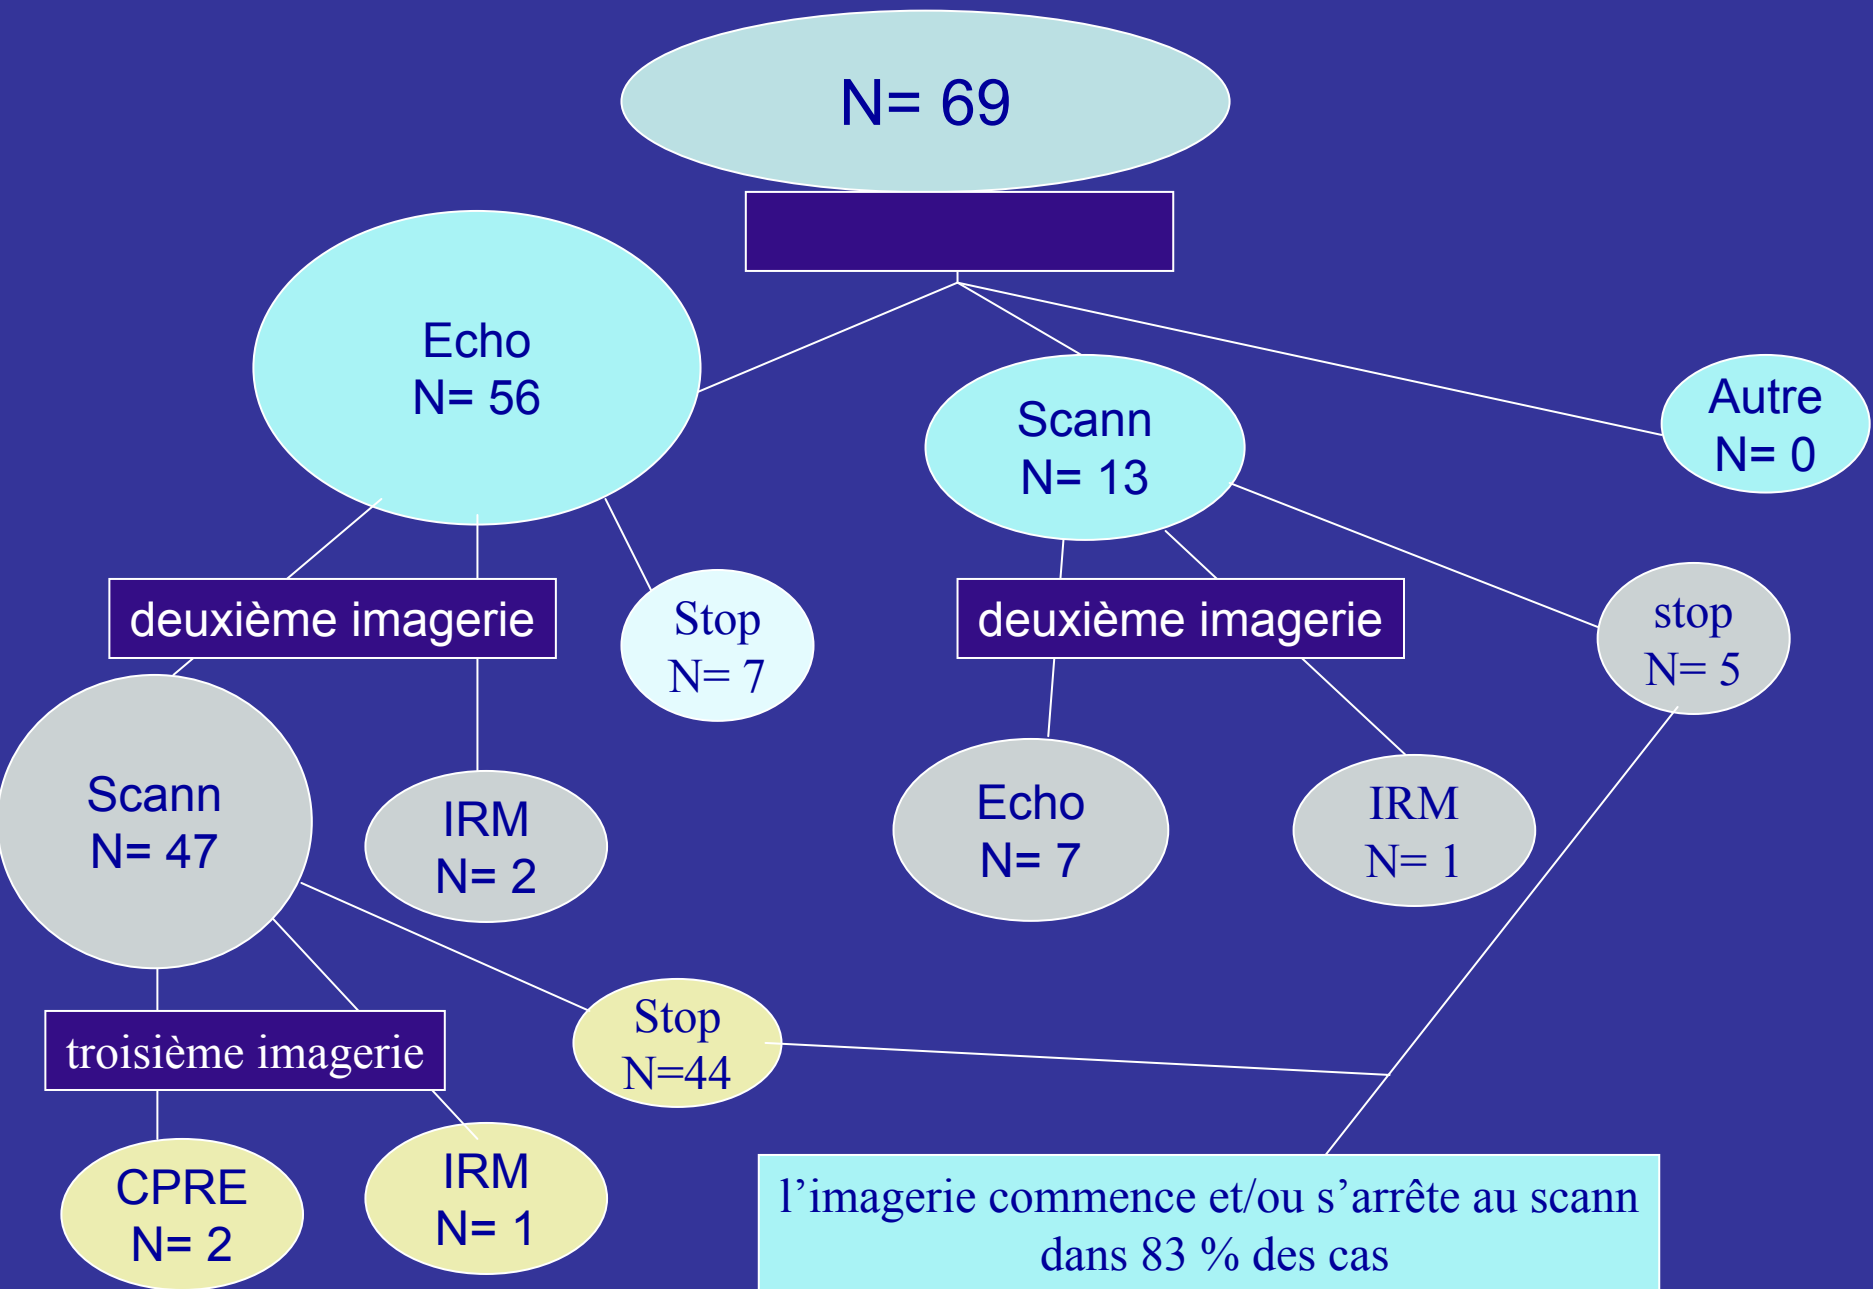 N= 69
Echo
N= 56
Scann
N= 13
Autre
N= 0
deuxième imagerie
Stop
N= 7
deuxième imagerie
stop
N= 5
Scann
N= 47
IRM
N= 2
Echo
N= 7
IRM
N= 1
troisième imagerie
Stop
N=44
CPRE
N= 2
IRM
N= 1
l’imagerie commence et/ou s’arrête au scann
dans 83 % des cas